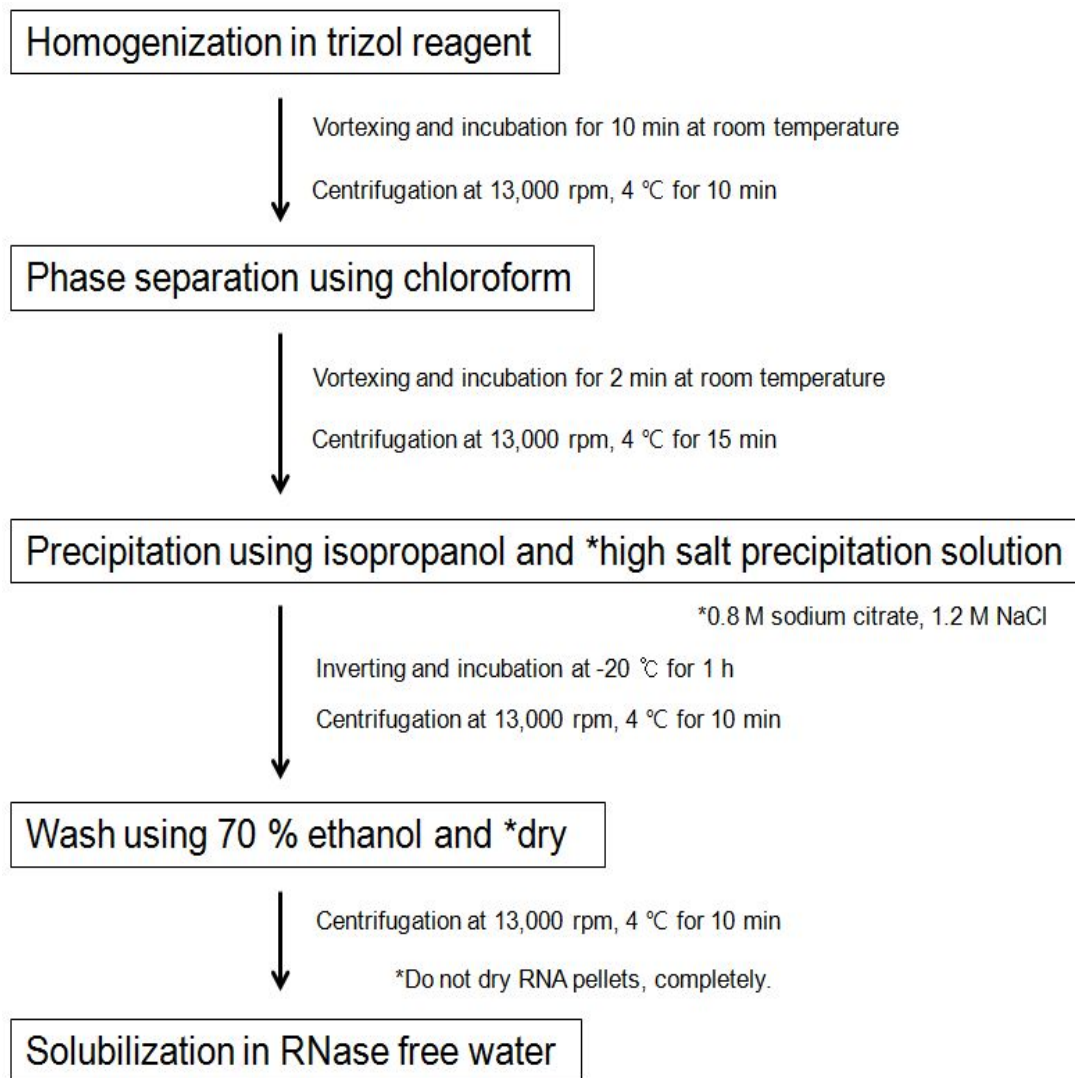 Homogenization in trizol reagent
Vortexing and incubation for 10 min at room temperature
Centrifugation at 13,000 rpm, 4 ℃ for 10 min
Phase separation using chloroform
Vortexing and incubation for 2 min at room temperature
Centrifugation at 13,000 rpm, 4 ℃ for 15 min
Precipitation using isopropanol and *high salt precipitation solution
*0.8 M sodium citrate, 1.2 M NaCl
Inverting and incubation at -20 ℃ for 1 h
Centrifugation at 13,000 rpm, 4 ℃ for 10 min
Wash using 70 % ethanol and *dry
Centrifugation at 13,000 rpm, 4 ℃ for 10 min
*Do not dry RNA pellets, completely.
Solubilization in RNase free water